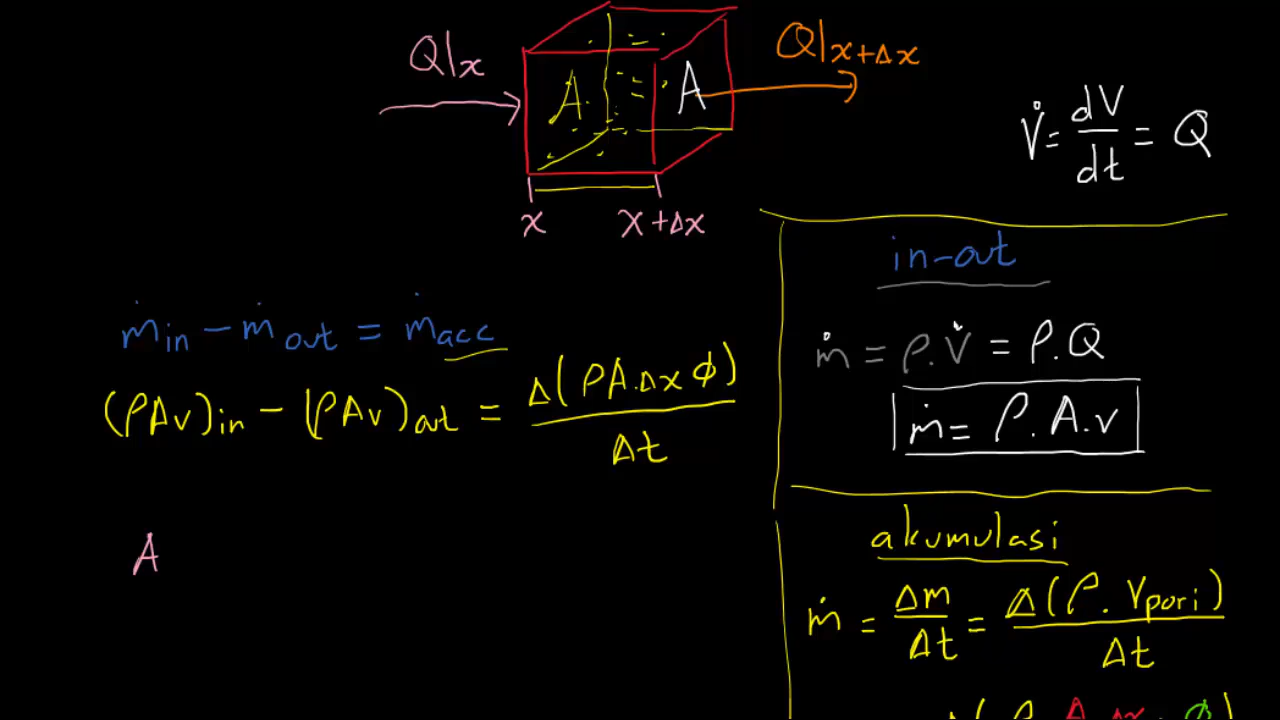 Q|x
Q|x+Δx
A
A
x
x+Δx
V̇ = dV/dt = Q
in-out
ṁin − ṁout = ṁacc
ṁ = ρ.V̇ = ρ.Q
(ρAv)in − (ρAv)out = Δ(ρA.Δx ϕ)/Δt
ṁ = ρ.A.v
A
akumulasi
ṁ = Δm/Δt = Δ(ρ. Vpori)/Δt
Δ(ρ. A. Δx. ϕ)